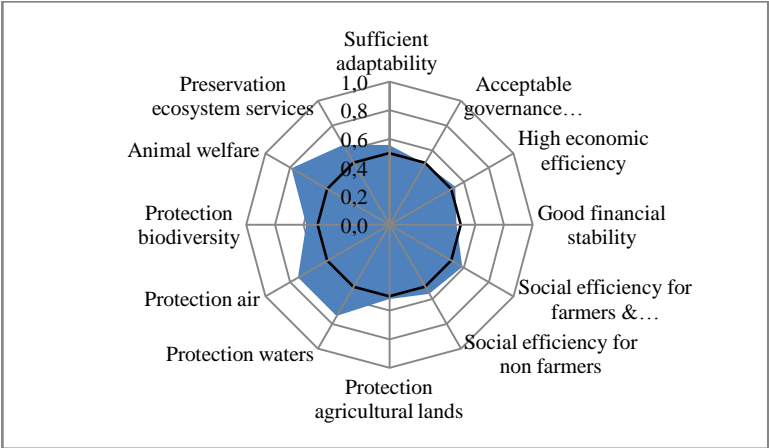 Sufficient
adaptability
Acceptable
governance…
High economic
efficiency
Good financial
stability
Social efficiency for
farmers &…
Social efficiency for
non farmers
Protection
agricultural lands
Protection waters
Protection air
Protection
biodiversity
Animal welfare
Preservation
ecosystem services
1,0
0,8
0,6
0,4
0,2
0,0